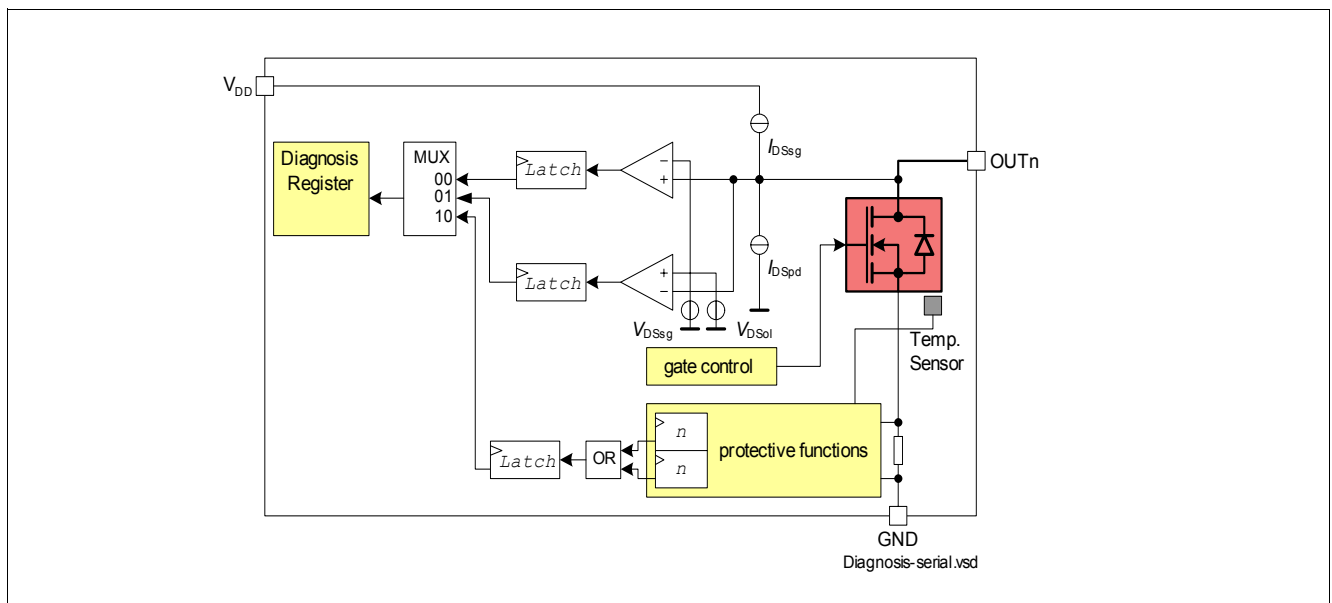 VDD
IDSsg
Diagnosis
Register
MUX
00
01
10
Latch
−
+
OUTn
Latch
+
−
IDSpd
VDSsg
VDSol
Temp.
Sensor
gate control
n
n
protective functions
Latch
OR
GND
Diagnosis-serial.vsd